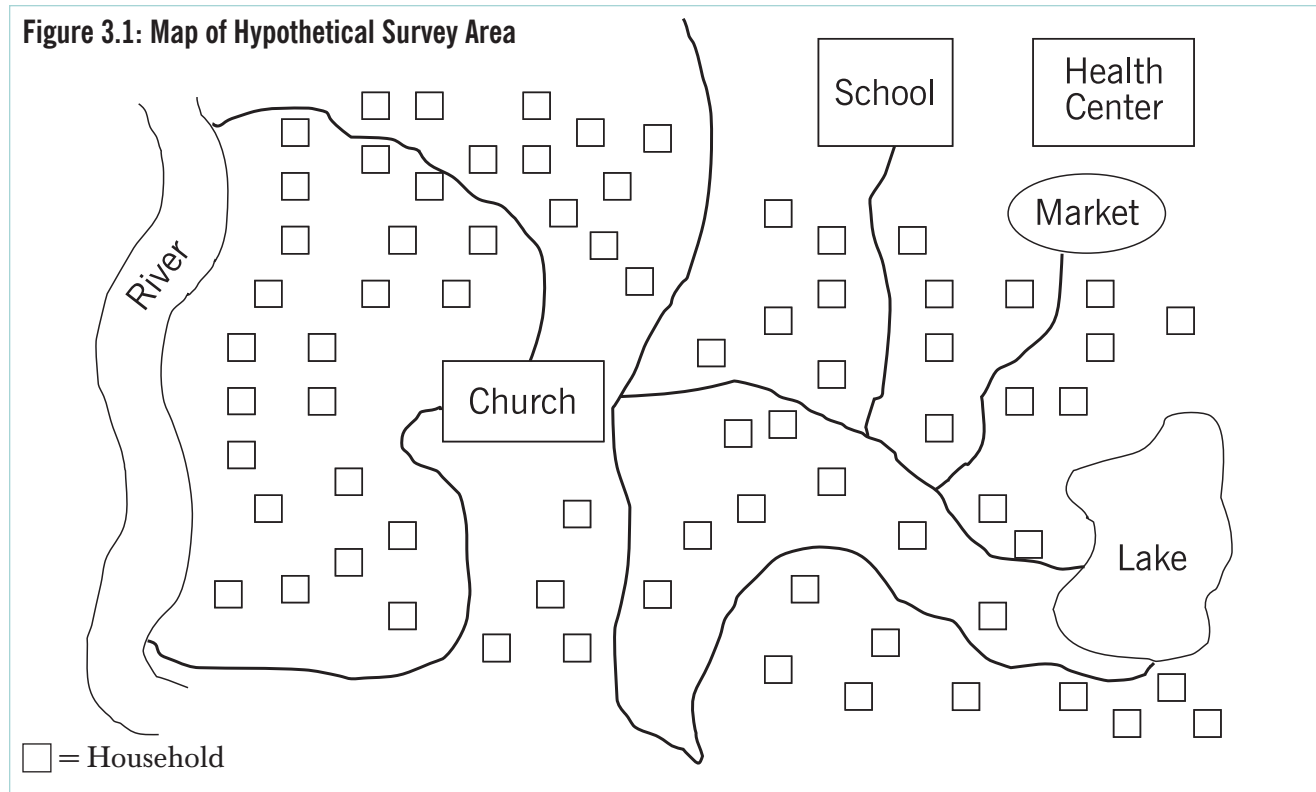 Figure 3.1: Map of Hypothetical Survey Area
School
Health
Center
Market
River
Church
Lake
= Household